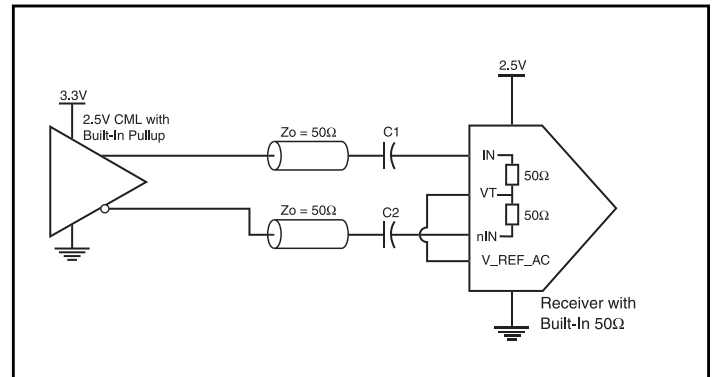 3.3V
2.5V CML with
Built-In Pullup
Zo = 50Ω
C1
Zo = 50Ω
C2
2.5V
IN
50Ω
VT
50Ω
nIN
V_REF_AC
Receiver with
Built-In 50Ω